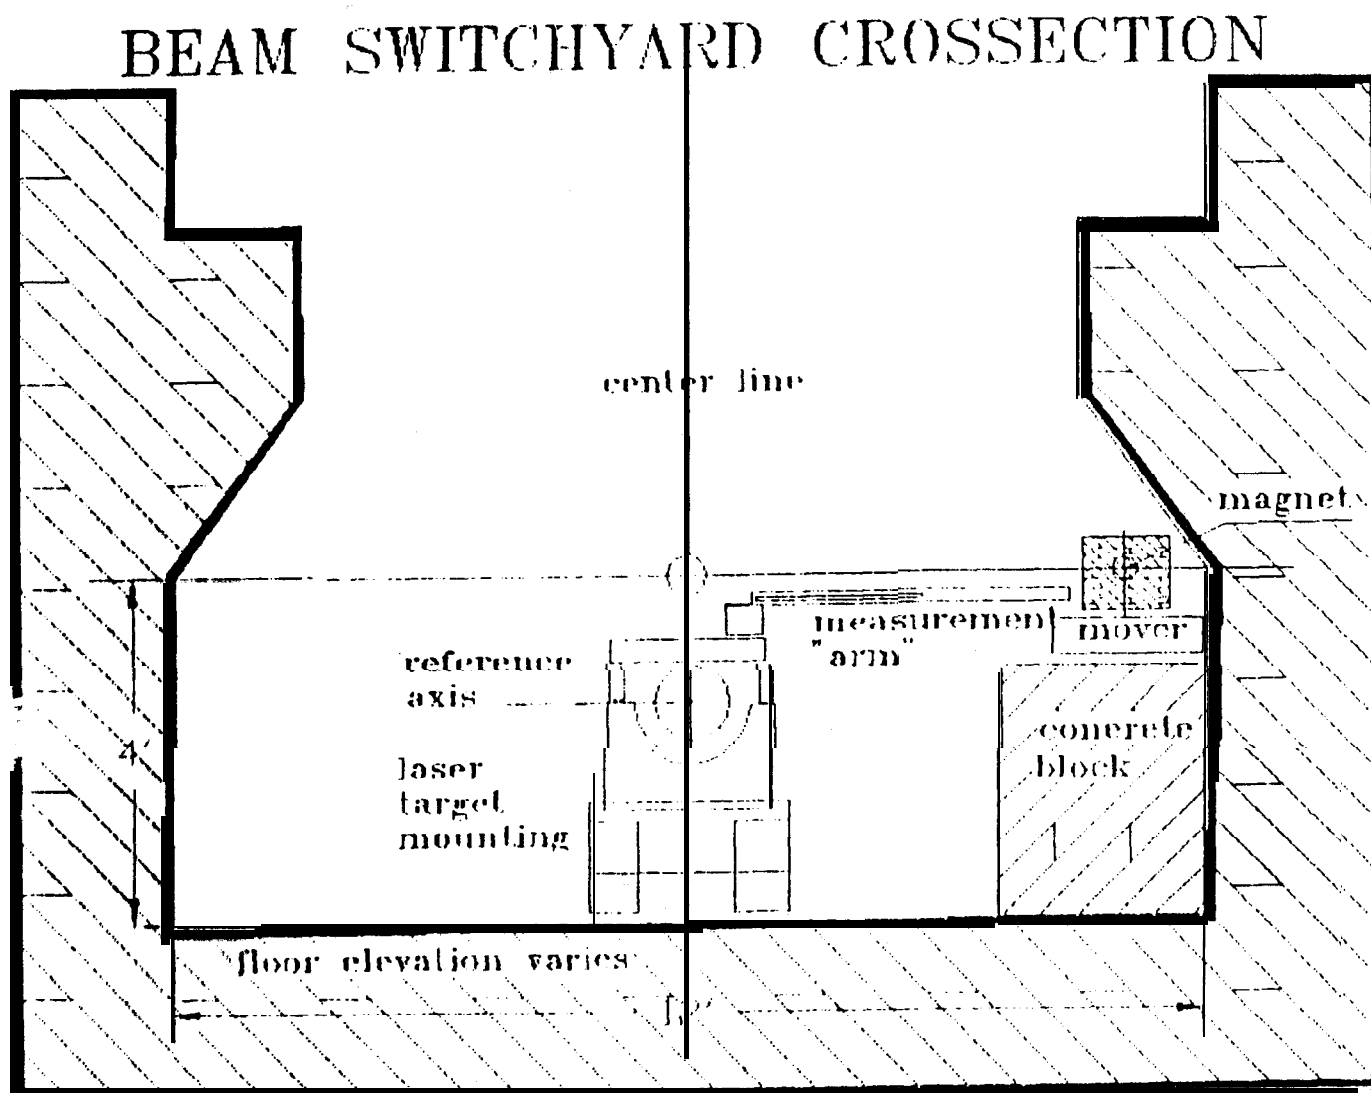 BEAM SWITCHYARD CROSSECTION
center line
magnet
measurement
"arm"
mover
reference
axis
4'
conrete
block
laser
target
mounting
floor elevation varies